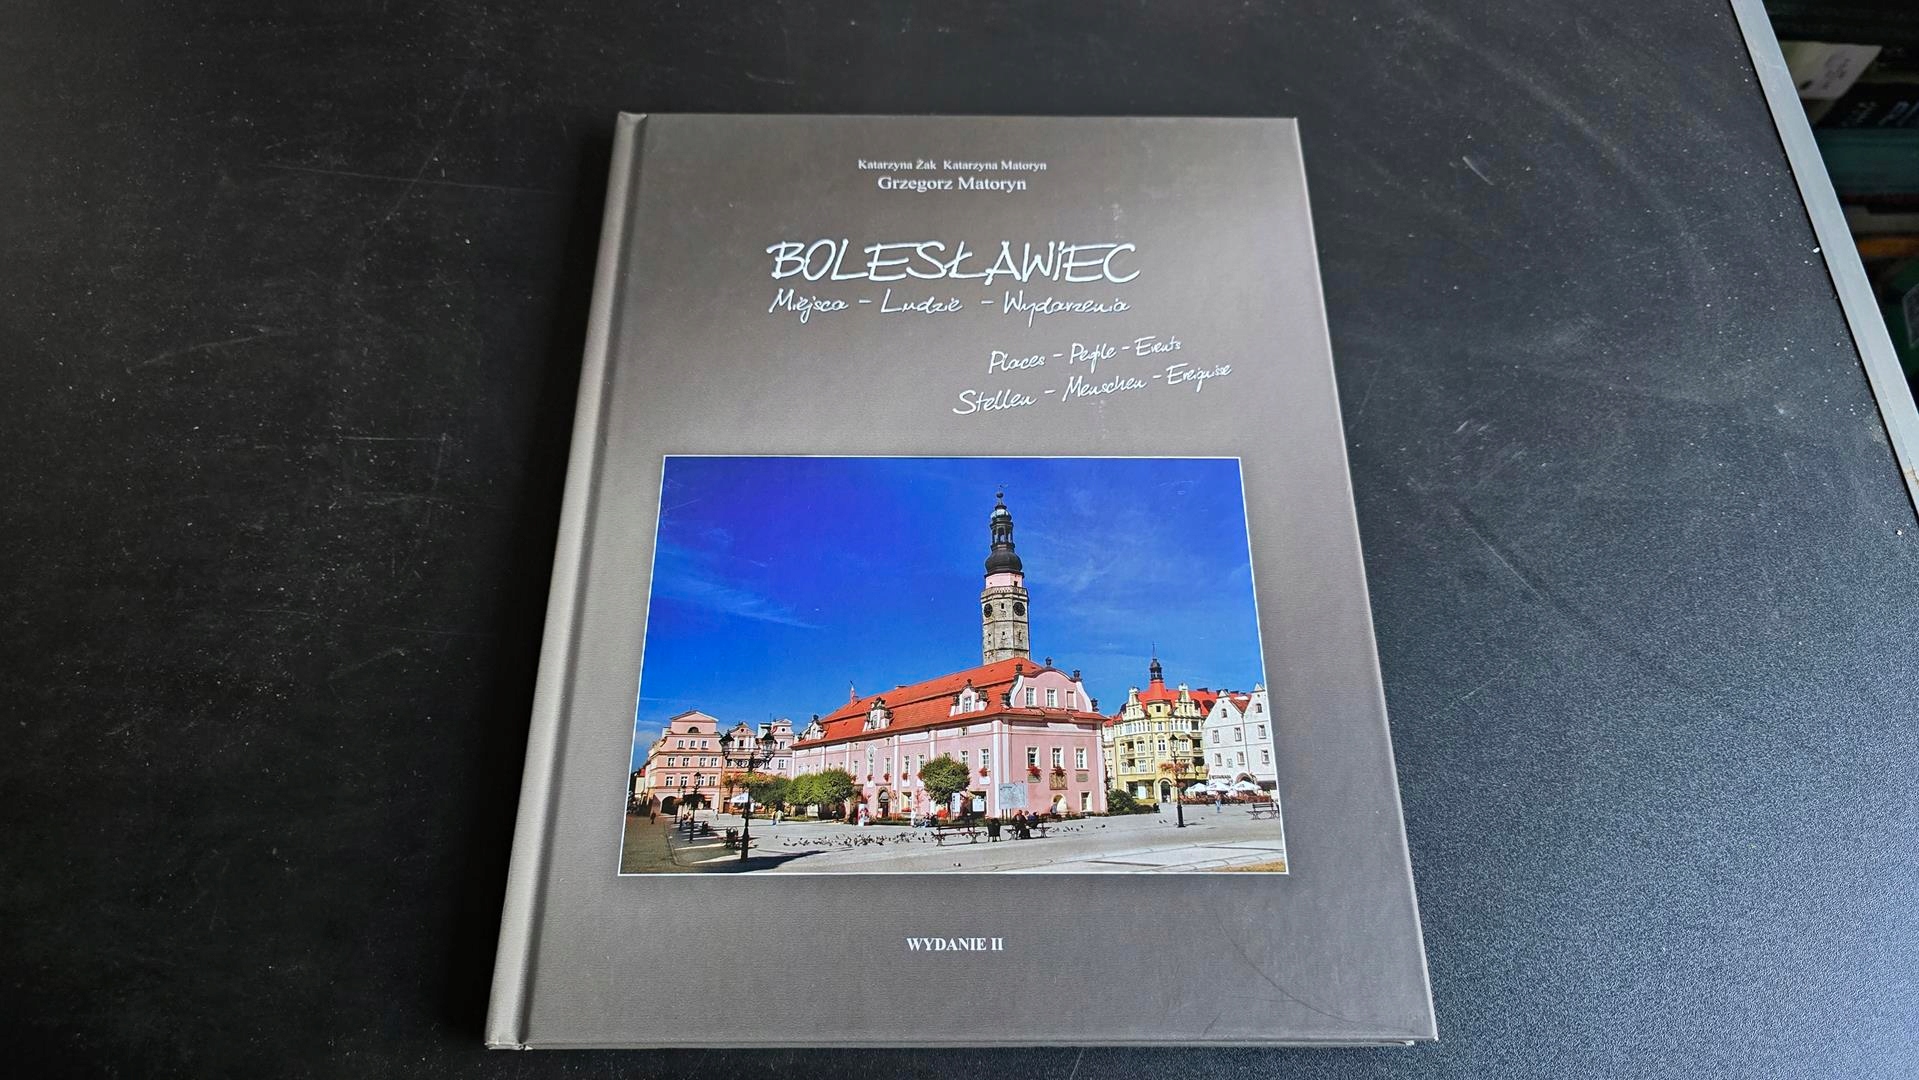 Katarzyna Żak Katarzyna Matoryn
Grzegorz Matoryn
BOLESŁAWIEC
Miejsca - Ludzie - Wydarzenia
Places - People - Events
Stellen - Menschen - Ereignisse
WYDANIE II